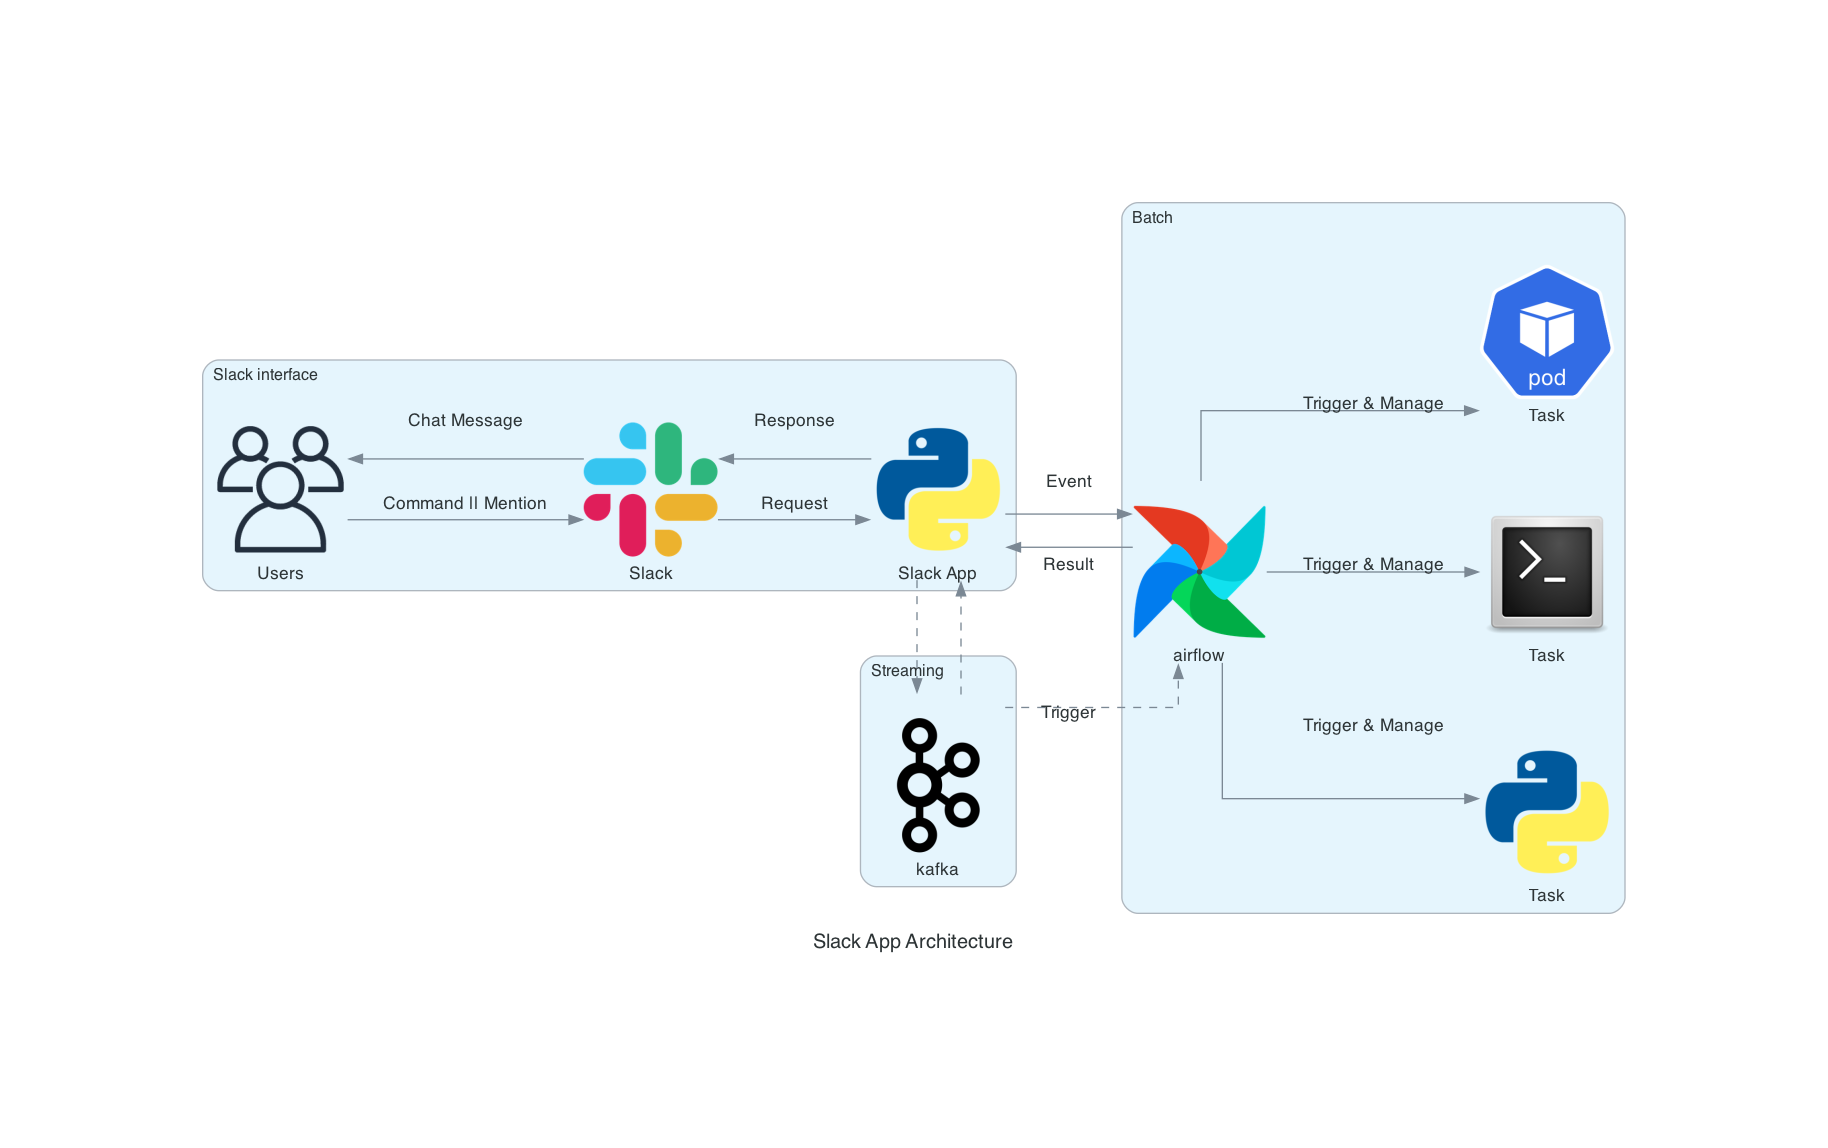 Batch
pod
Task
Slack interface
Chat Message
Response
Trigger & Manage
Command || Mention
Request
Event
Users
Slack
Slack App
Result
Trigger & Manage
airflow
Task
Streaming
Trigger
Trigger & Manage
kafka
Task
Slack App Architecture